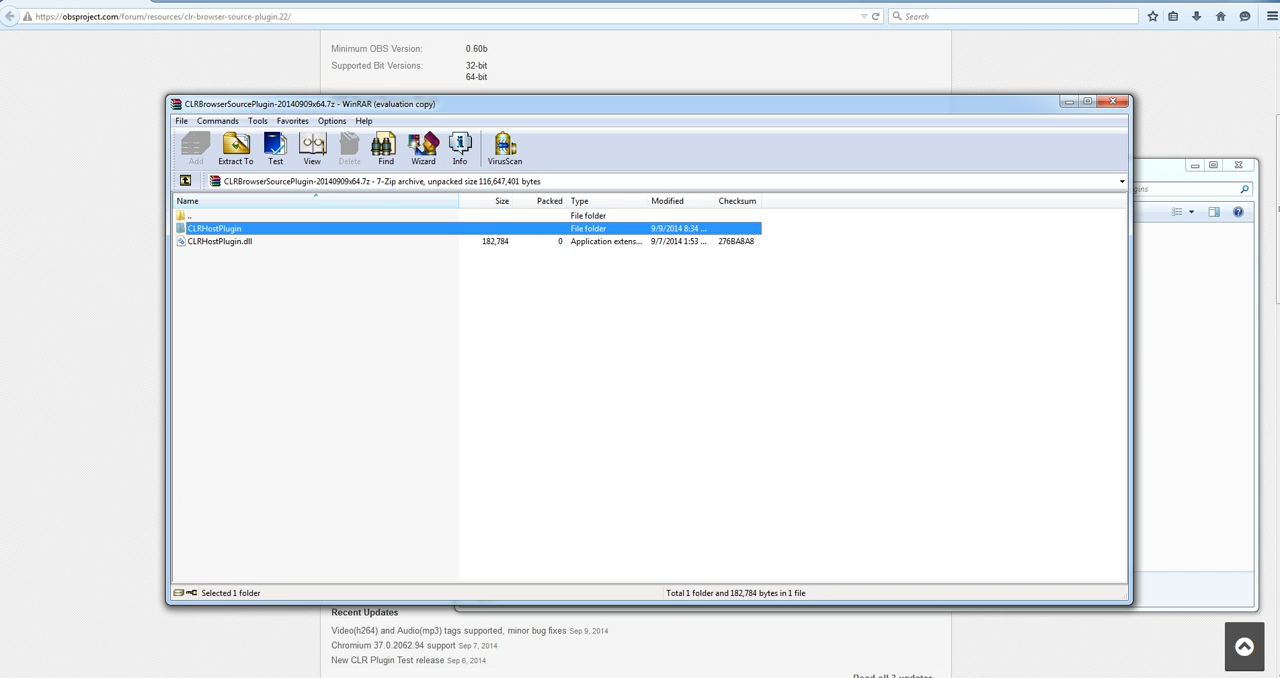 https://obsproject.com/forum/resources/clr-browser-source-plugin.22/
Search
Minimum OBS Version: 0.60b
Supported Bit Versions: 32-bit
64-bit
CLRBrowserSourcePlugin-20140909x64.7z - WinRAR (evaluation copy)
File Commands Tools Favorites Options Help
Add Extract To Test View Delete Find Wizard Info VirusScan
CLRBrowserSourcePlugin-20140909x64.7z - 7-Zip archive, unpacked size 116,647,401 bytes
gins
Name Size Packed Type Modified Checksum
.. File folder
CLRHostPlugin File folder 9/9/2014 8:34 ...
CLRHostPlugin.dll 182,784 0 Application extens... 9/7/2014 1:53 ... 276BA8A8
Selected 1 folder Total 1 folder and 182,784 bytes in 1 file
Recent Updates
Video(h264) and Audio(mp3) tags supported, minor bug fixes Sep 9, 2014
Chromium 37.0.2062.94 support Sep 7, 2014
New CLR Plugin Test release Sep 6, 2014